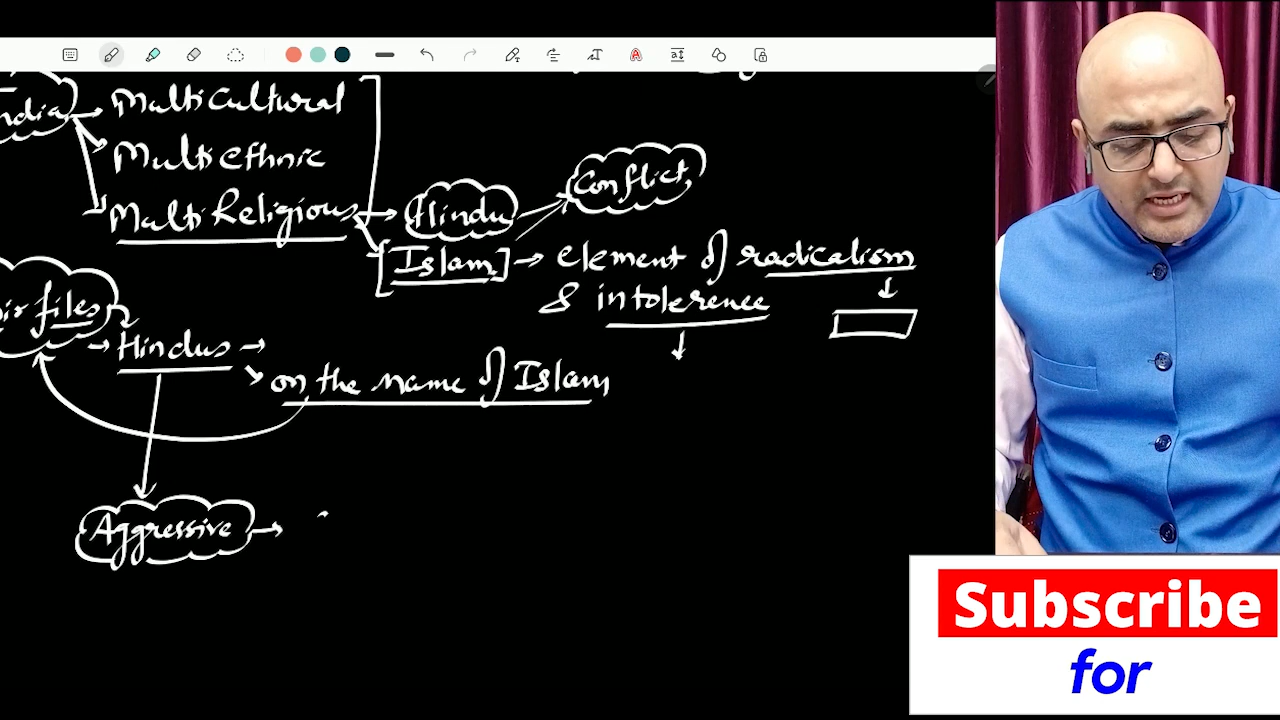 ndia
Multicultural
Multiethnic
Multi Religious
Hindu
Conflict
[Islam] → element of radicalism
& intolerence
files
→ Hindus →
on the name of Islam
Aggressive →
Subscribe
for